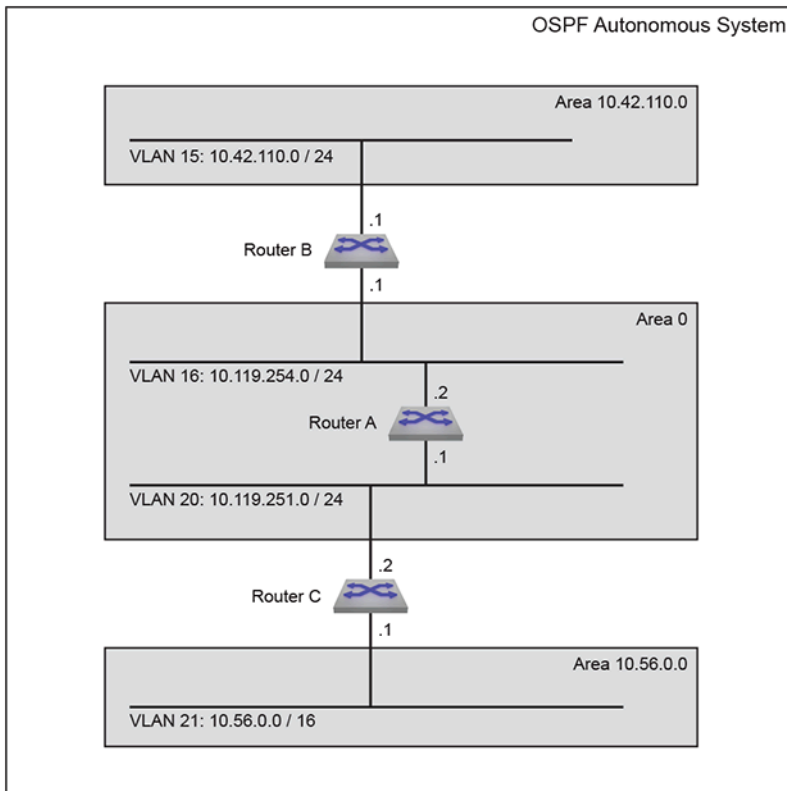 OSPF Autonomous System
Area 10.42.110.0
VLAN 15: 10.42.110.0 / 24
.1
Router B
.1
Area 0
VLAN 16: 10.119.254.0 / 24
.2
Router A
.1
VLAN 20: 10.119.251.0 / 24
.2
Router C
.1
Area 10.56.0.0
VLAN 21: 10.56.0.0 / 16